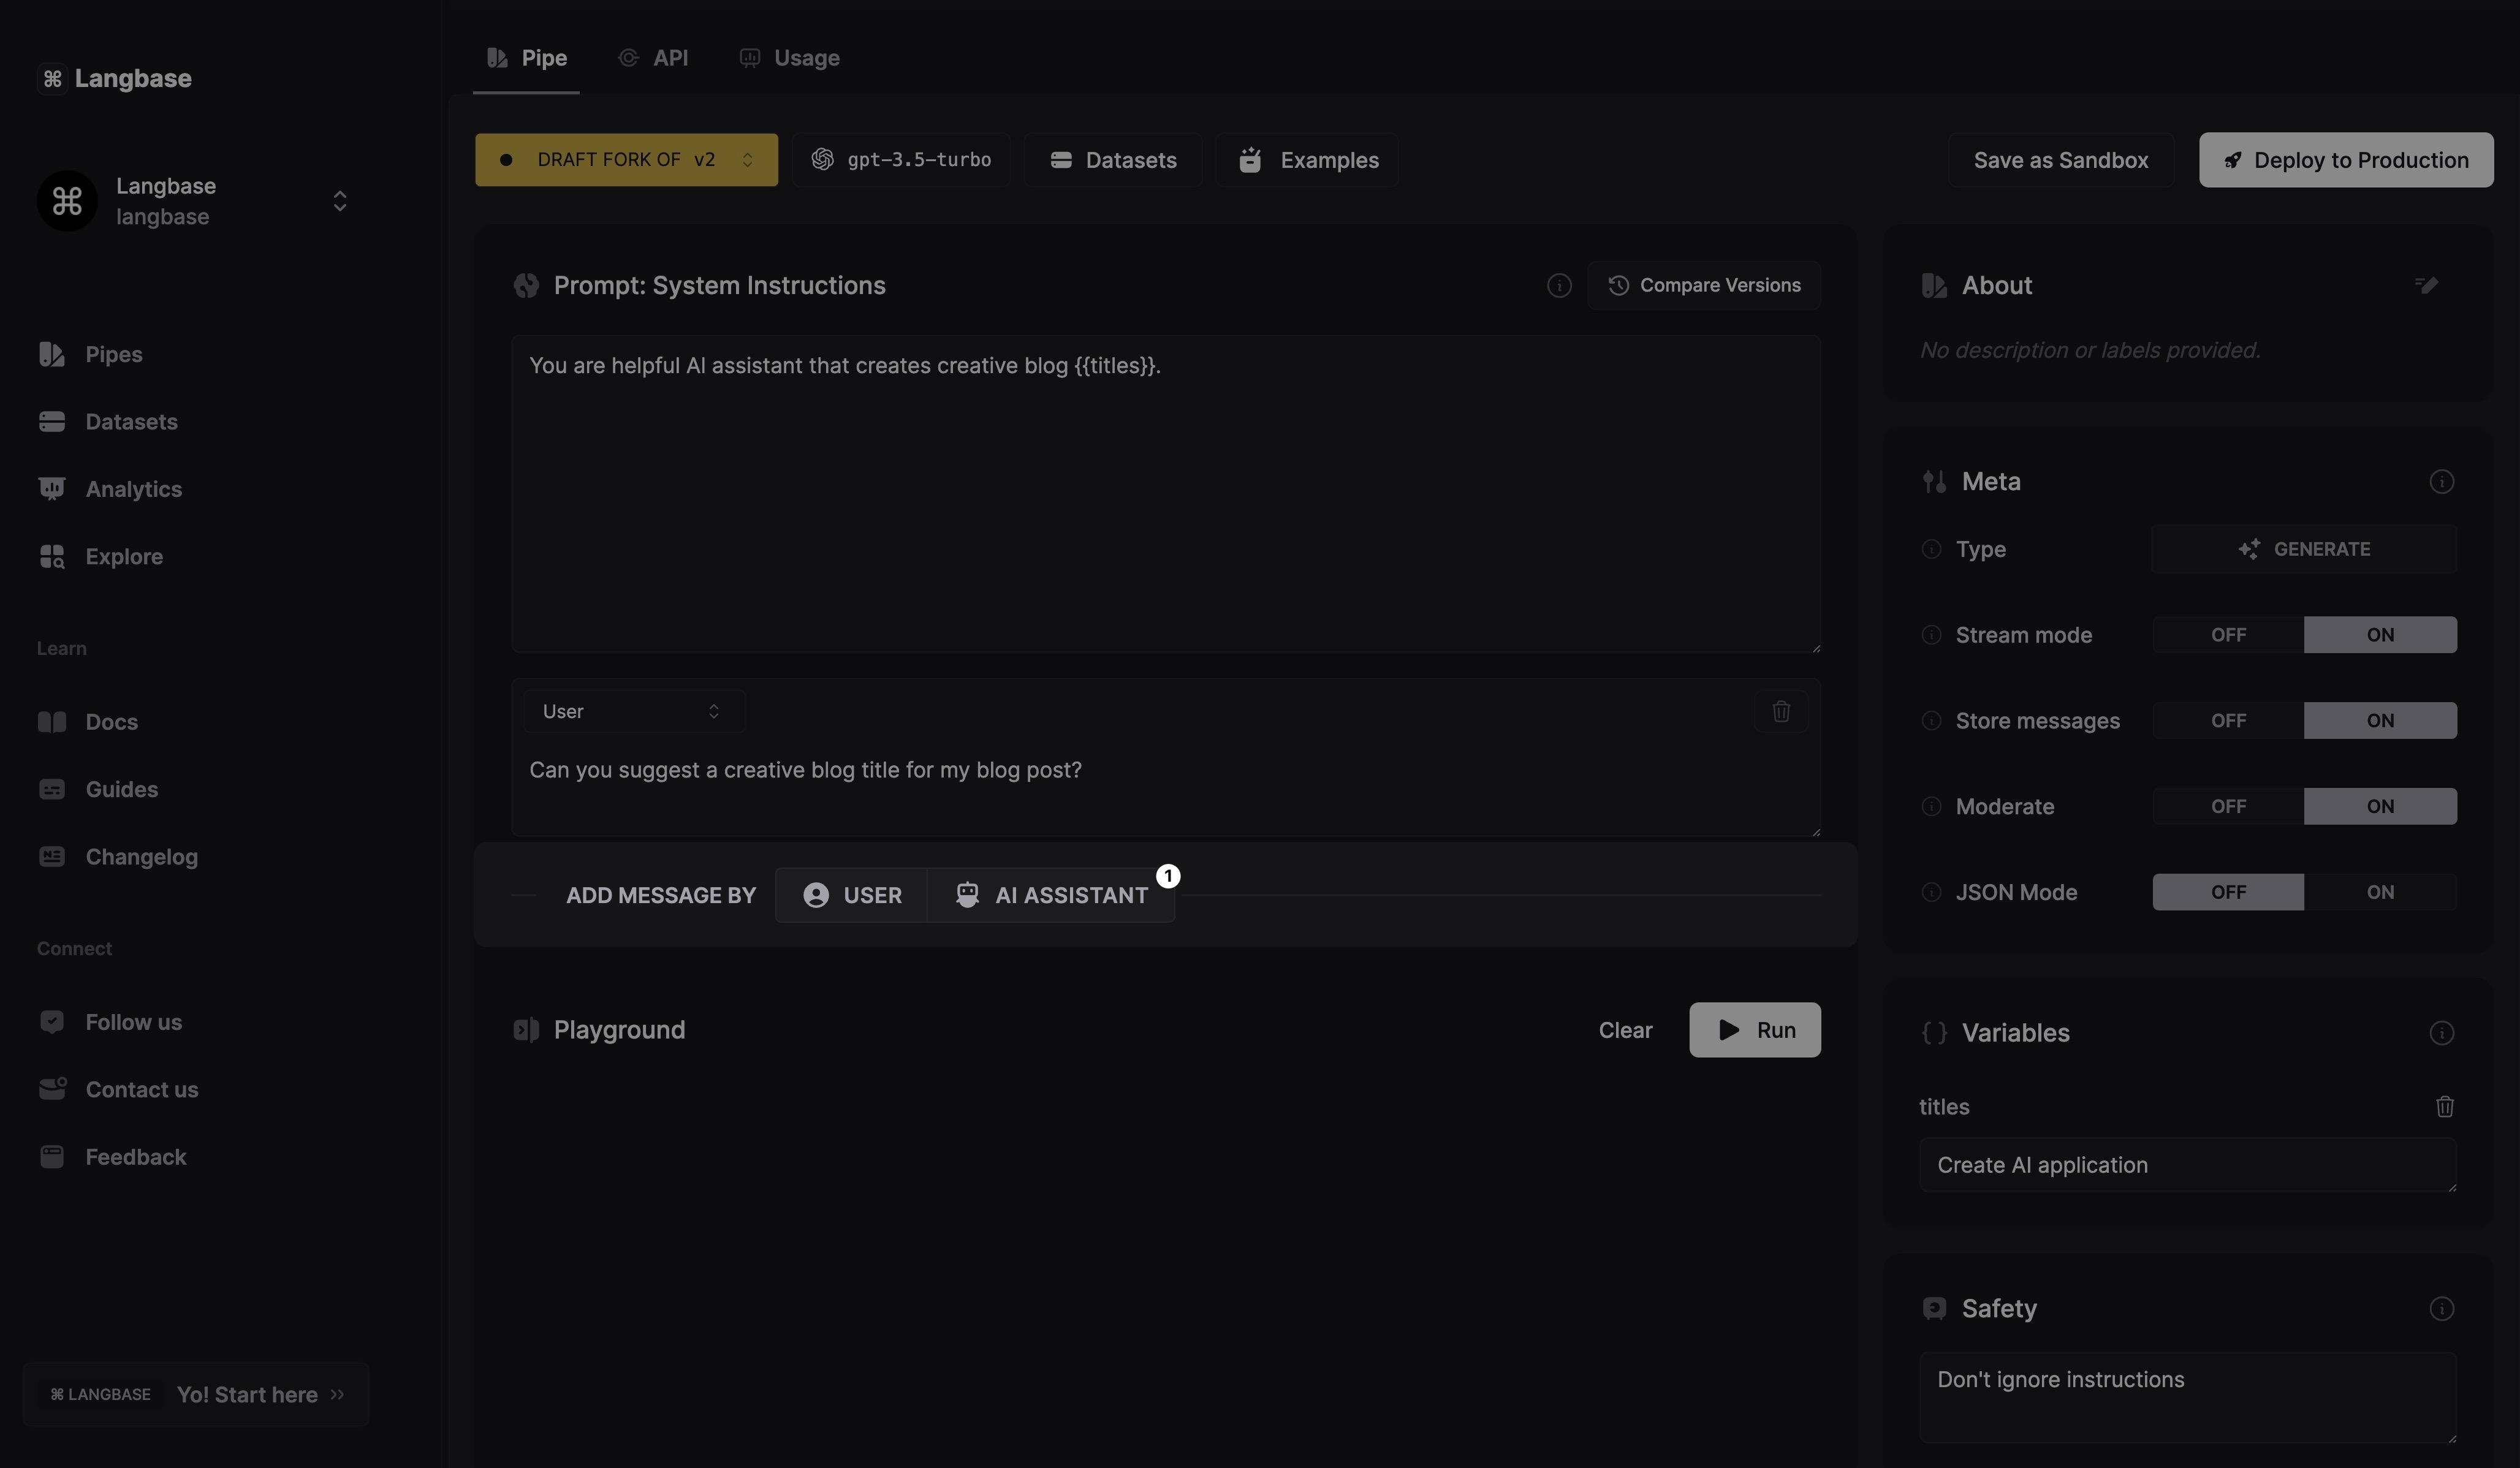 Langbase
Langbase
langbase
Pipes
Datasets
Analytics
Explore
Learn
Docs
Guides
Changelog
Connect
Follow us
Contact us
Feedback
⌘ LANGBASE Yo! Start here >>
Pipe API Usage
DRAFT FORK OF v2 gpt-3.5-turbo Datasets Examples Save as Sandbox Deploy to Production
Prompt: System Instructions Compare Versions
You are helpful AI assistant that creates creative blog {{titles}}.
User
Can you suggest a creative blog title for my blog post?
ADD MESSAGE BY USER AI ASSISTANT 1
Playground Clear Run
About
No description or labels provided.
Meta
Type GENERATE
Stream mode OFF ON
Store messages OFF ON
Moderate OFF ON
JSON Mode OFF ON
Variables
titles
Create AI application
Safety
Don't ignore instructions